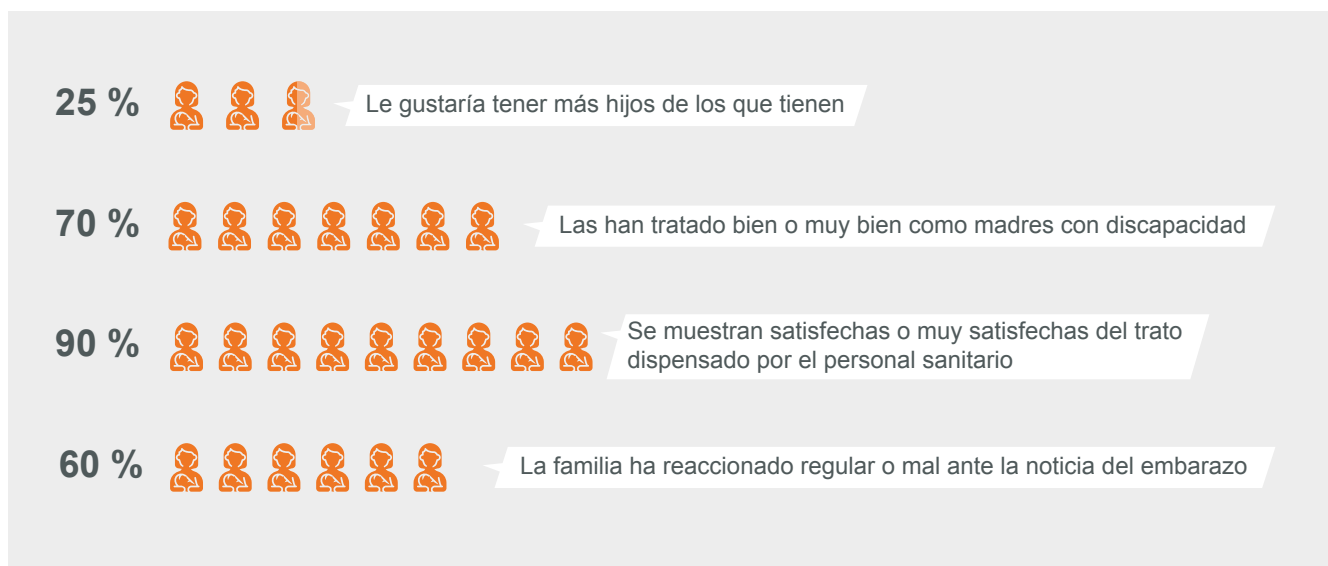 25 %
Le gustaría tener más hijos de los que tienen
70 %
Las han tratado bien o muy bien como madres con discapacidad
90 %
Se muestran satisfechas o muy satisfechas del trato
dispensado por el personal sanitario
60 %
La familia ha reaccionado regular o mal ante la noticia del embarazo